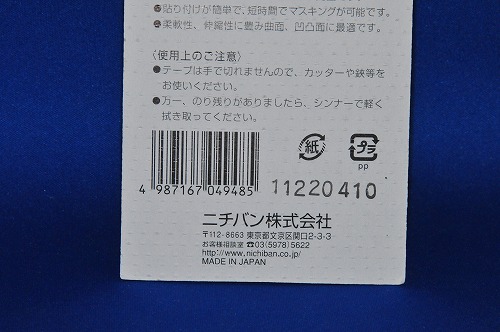 ●貼り付けが簡単で、短時間でマスキングが可能です。
●柔軟性、伸縮性に豊み曲面、凹凸面に最適です。
〈使用上のご注意〉
●テープは手で切れませんので、カッターや鋏等を
お使いください。
●万一、のり残りがありましたら、シンナーで軽く
拭き取ってください。
紙
プラ
PP
4 987167 049485
11220410
ニチバン株式会社
〒112-8663 東京都文京区関口2-3-3
お客様相談室 ☎03(5978)5622
http://www.nichiban.co.jp/
MADE IN JAPAN